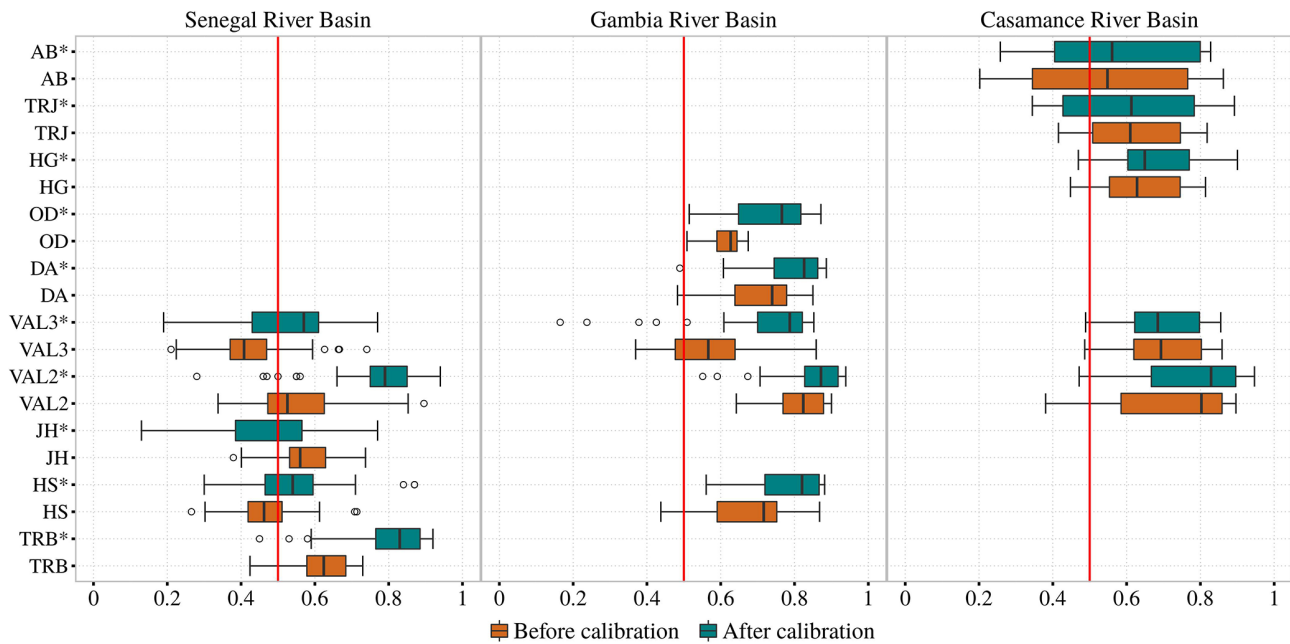 Senegal River Basin Gambia River Basin Casamance River Basin
AB*
AB
TRJ*
TRJ
HG*
HG
OD*
OD
DA*
DA
VAL3*
VAL3
VAL2*
VAL2
JH*
JH
HS*
HS
TRB*
TRB
0 0.2 0.4 0.6 0.8 1 0 0.2 0.4 0.6 0.8 1 0 0.2 0.4 0.6 0.8 1
Before calibration After calibration